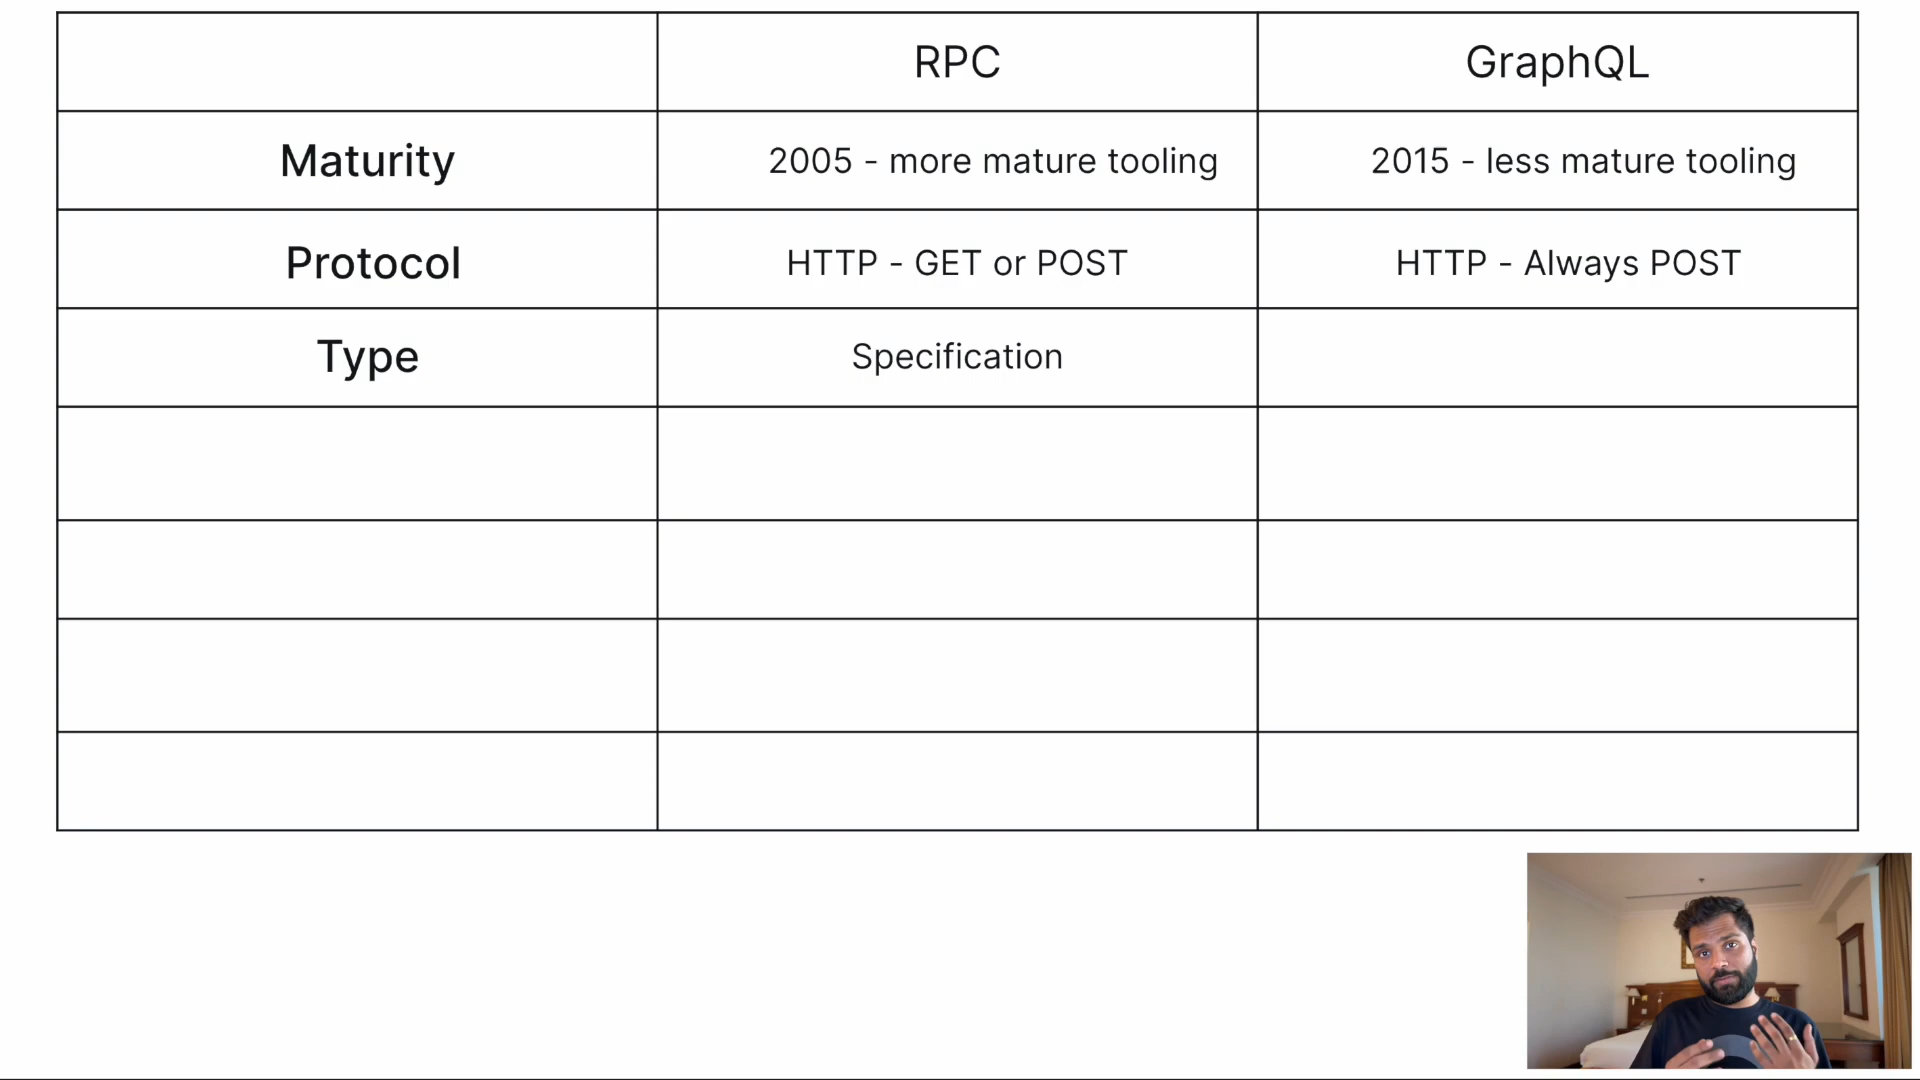 RPC
GraphQL
Maturity
2005 - more mature tooling
2015 - less mature tooling
Protocol
HTTP - GET or POST
HTTP - Always POST
Type
Specification